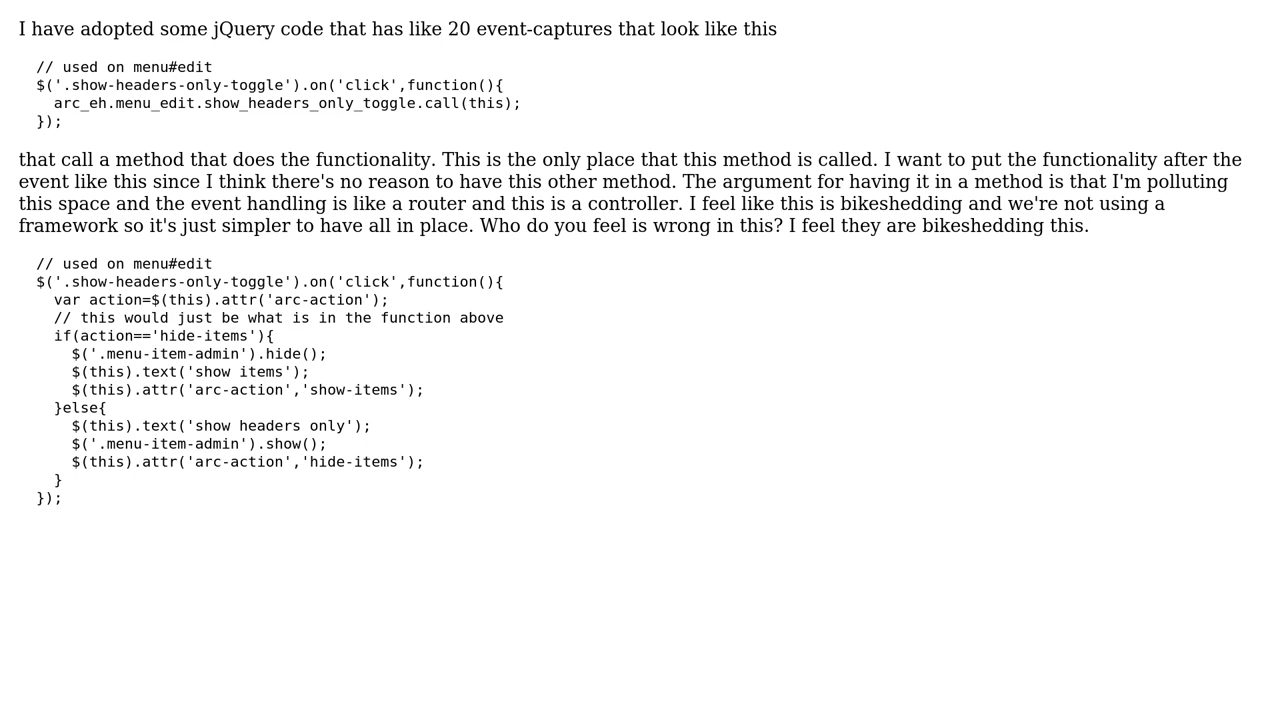 I have adopted some jQuery code that has like 20 event-captures that look like this
// used on menu#edit
$('.show-headers-only-toggle').on('click',function(){
  arc_eh.menu_edit.show_headers_only_toggle.call(this);
});
that call a method that does the functionality. This is the only place that this method is called. I want to put the functionality after the
event like this since I think there's no reason to have this other method. The argument for having it in a method is that I'm polluting
this space and the event handling is like a router and this is a controller. I feel like this is bikeshedding and we're not using a
framework so it's just simpler to have all in place. Who do you feel is wrong in this? I feel they are bikeshedding this.
// used on menu#edit
$('.show-headers-only-toggle').on('click',function(){
  var action=$(this).attr('arc-action');
  // this would just be what is in the function above
  if(action=='hide-items'){
    $('.menu-item-admin').hide();
    $(this).text('show items');
    $(this).attr('arc-action','show-items');
  }else{
    $(this).text('show headers only');
    $('.menu-item-admin').show();
    $(this).attr('arc-action','hide-items');
  }
});